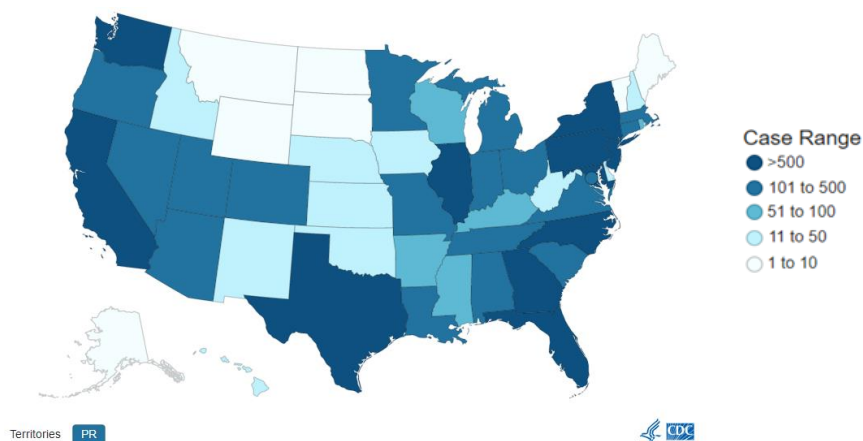 Case Range
>500
101 to 500
51 to 100
11 to 50
1 to 10
Territories PR
CDC